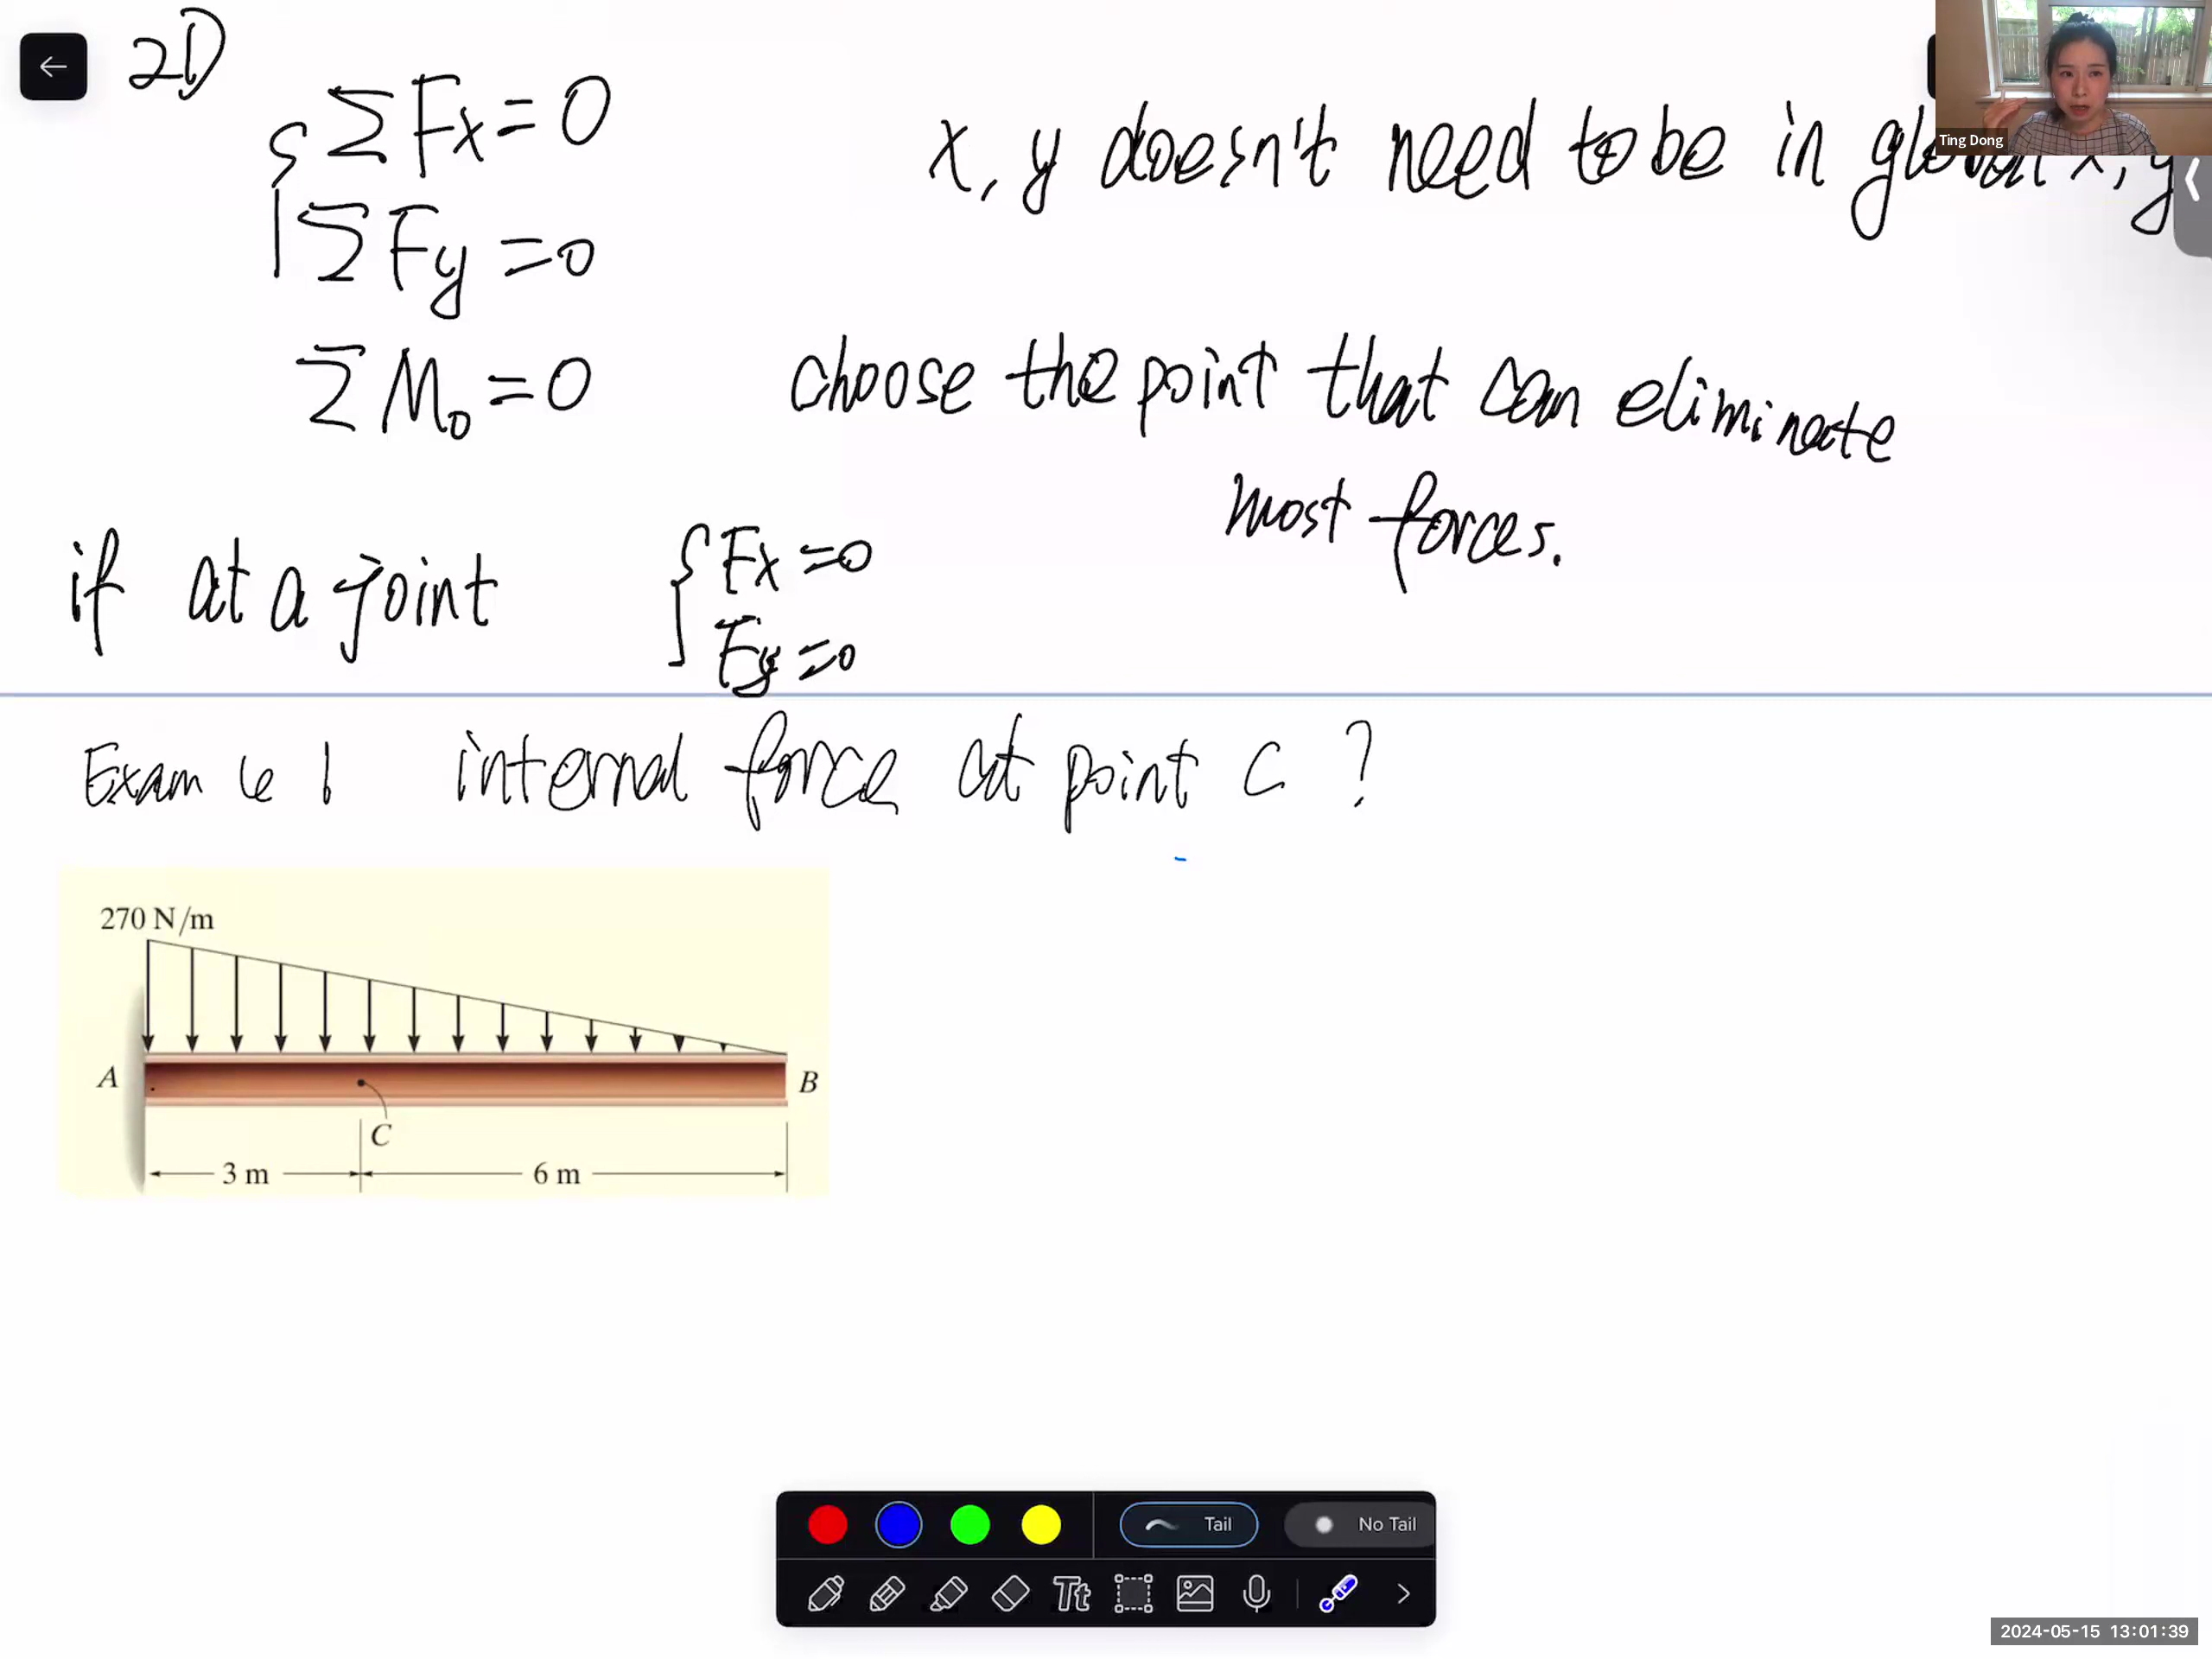 2D
ΣFx=0
x, y doesn't need to be in global x, y
Ting Dong
ΣFy=0
ΣMo=0
choose the point that can eliminate
most forces.
if at a joint
{Fx=0
Fy=0
internal force at point C ?
270 N/m
A
B
C
3 m
6 m
Tail
No Tail
Tt
2024-05-15 13:01:39